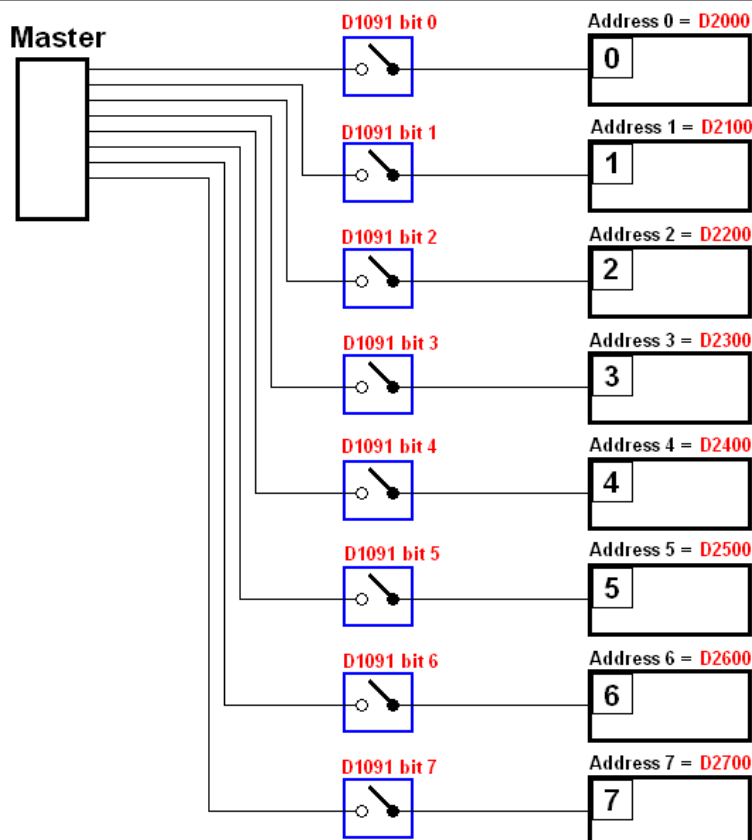 Master
D1091 bit 0
Address 0 = D2000
0
D1091 bit 1
Address 1 = D2100
1
D1091 bit 2
Address 2 = D2200
2
D1091 bit 3
Address 3 = D2300
3
D1091 bit 4
Address 4 = D2400
4
D1091 bit 5
Address 5 = D2500
5
D1091 bit 6
Address 6 = D2600
6
D1091 bit 7
Address 7 = D2700
7